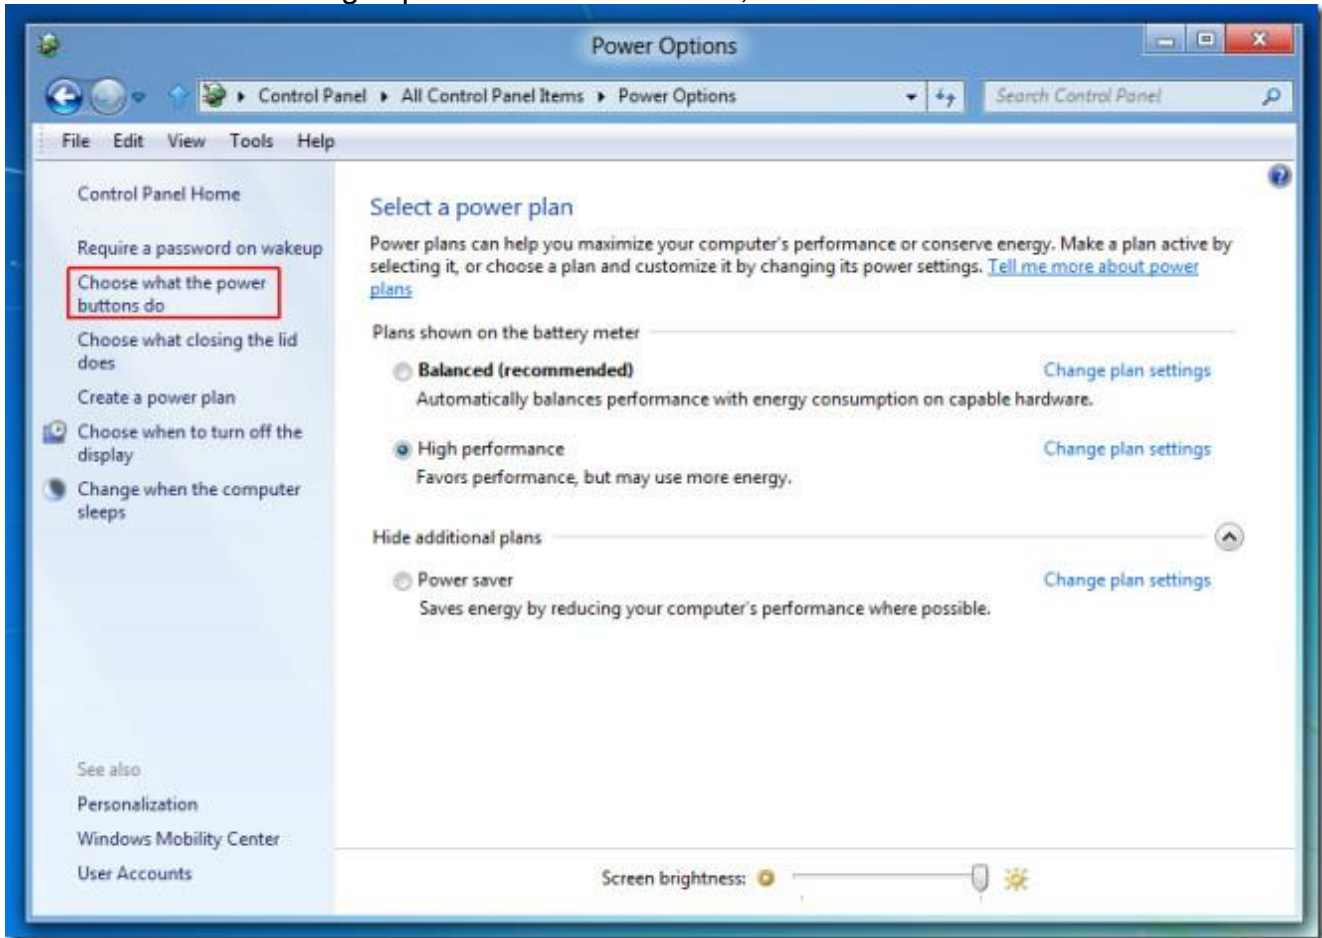 Power Options
Control Panel ▸ All Control Panel Items ▸ Power Options
Search Control Panel
File Edit View Tools Help
Control Panel Home
Require a password on wakeup
Choose what the power
buttons do
Choose what closing the lid
does
Create a power plan
Choose when to turn off the
display
Change when the computer
sleeps
See also
Personalization
Windows Mobility Center
User Accounts
Select a power plan
Power plans can help you maximize your computer's performance or conserve energy. Make a plan active by
selecting it, or choose a plan and customize it by changing its power settings. Tell me more about power
plans
Plans shown on the battery meter
Balanced (recommended) Change plan settings
Automatically balances performance with energy consumption on capable hardware.
High performance Change plan settings
Favors performance, but may use more energy.
Hide additional plans
Power saver Change plan settings
Saves energy by reducing your computer's performance where possible.
Screen brightness: